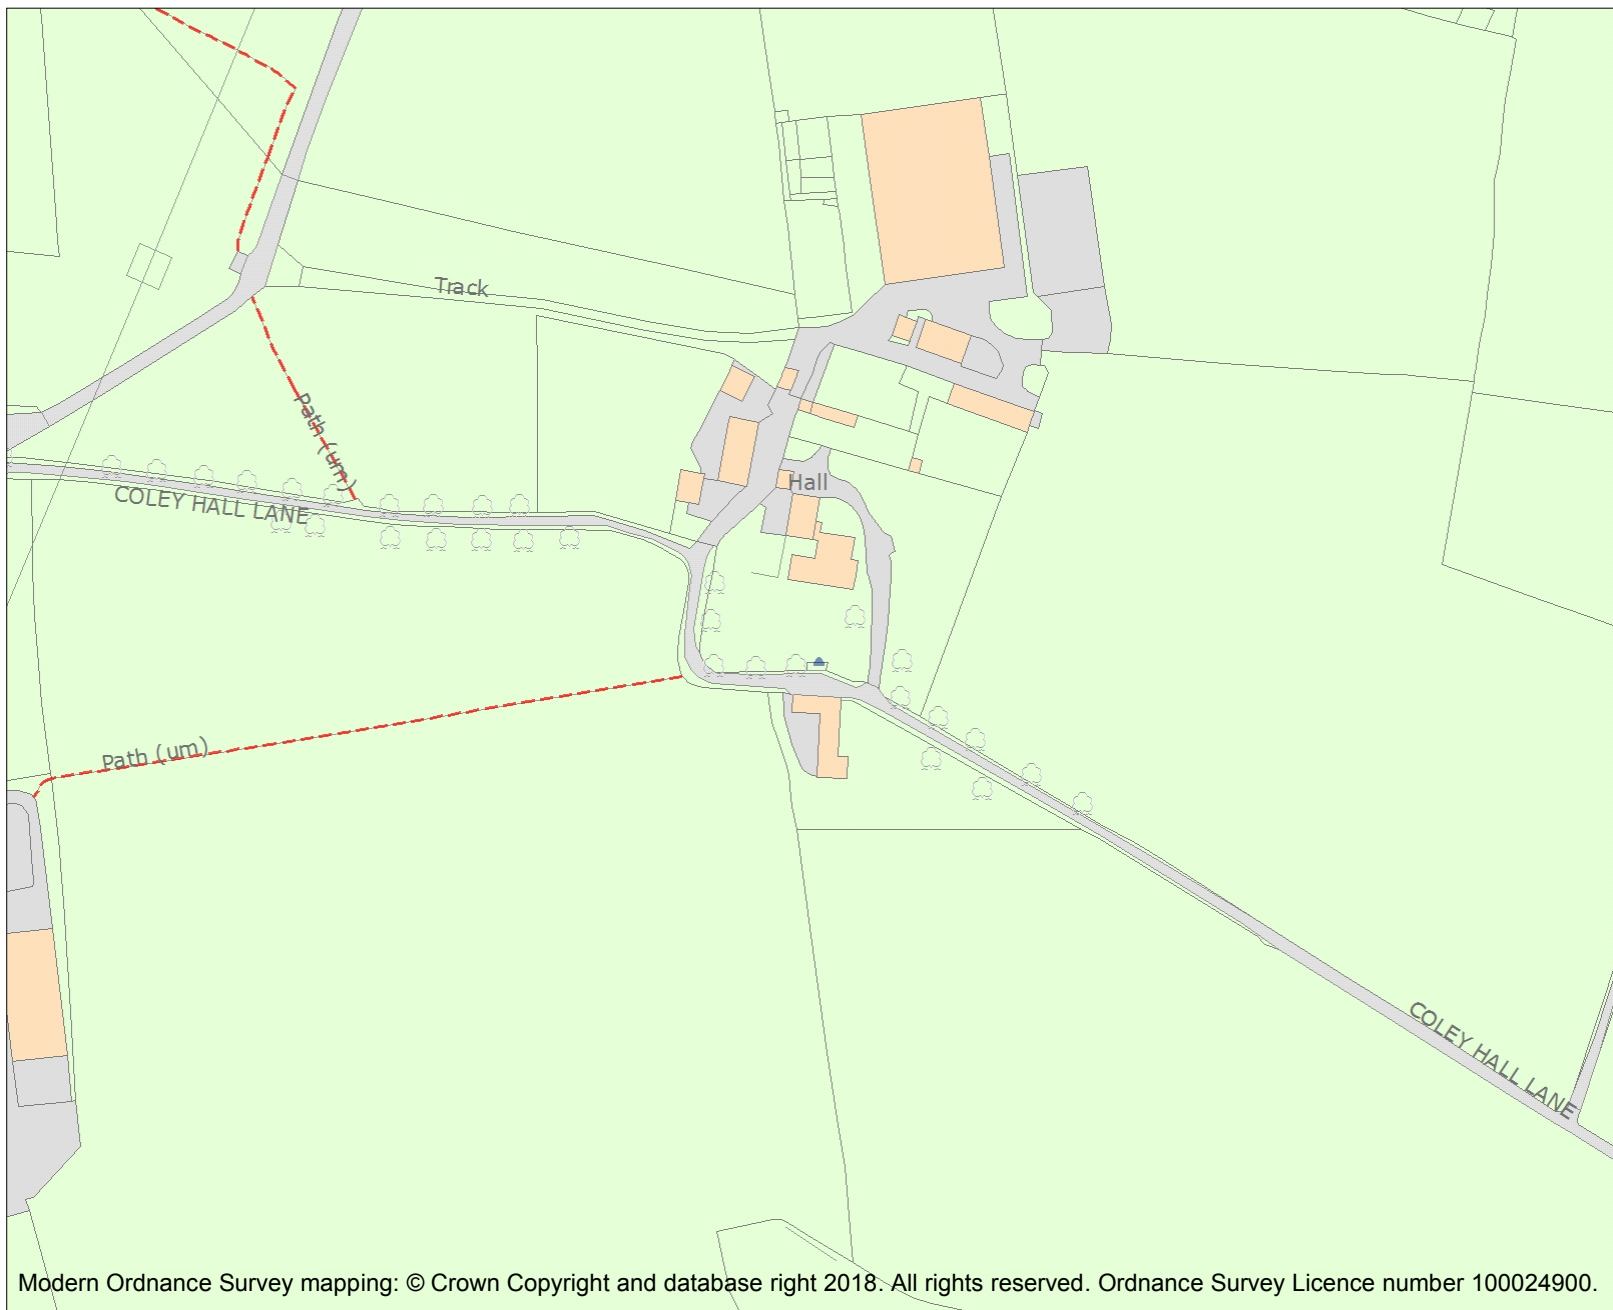 Track
Path (um)
Hall
COLEY HALL LANE
Path (um)
COLEY HALL LANE
Modern Ordnance Survey mapping: © Crown Copyright and database right 2018. All rights reserved. Ordnance Survey Licence number 100024900.